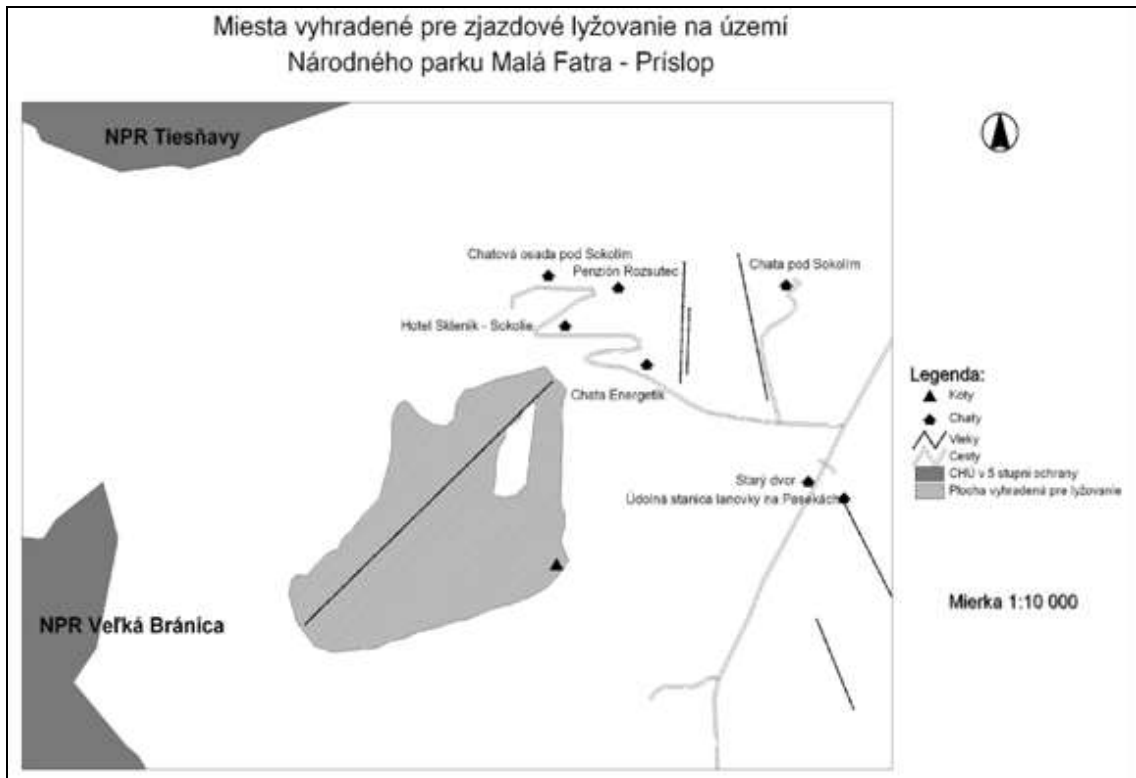 Miesta vyhradené pre zjazdové lyžovanie na území
Národného parku Malá Fatra - Príslop
NPR Tiesňavy
Chatová osada pod Sokolím
Penzión Rozsutec
Chata pod Sokolím
Hotel Skleník - Sokolie
Chata Energetik
Legenda:
Kóty
Chaty
Vleky
Cesty
CHÚ v 5 stupni ochrany
Plocha vyhradená pre lyžovanie
Starý dvor
Údolná stanica lanovky na Pasekách
Mierka 1:10 000
NPR Veľká Bránica